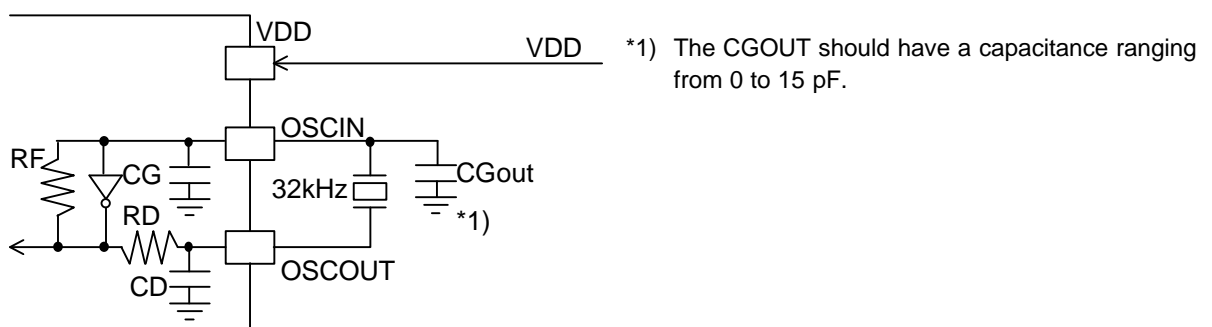 VDD
VDD
*1) The CGOUT should have a capacitance ranging
from 0 to 15 pF.
OSCIN
RF
CG
32kHz
CGout
*1)
RD
OSCOUT
CD